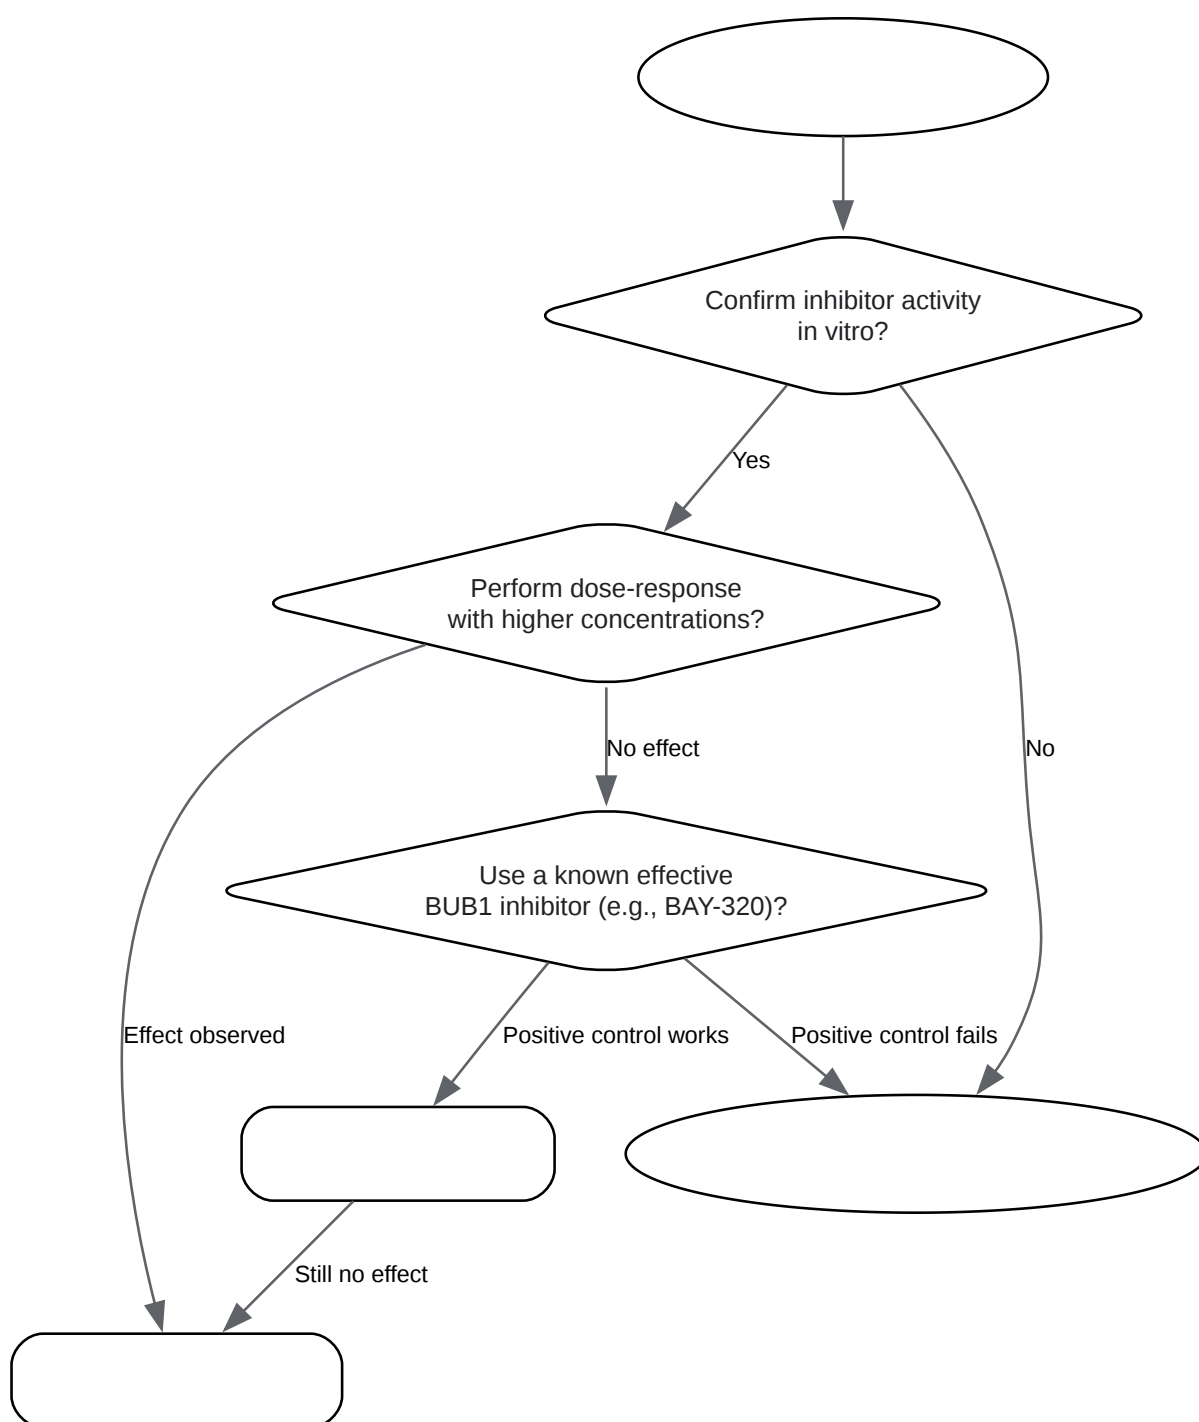 Confirm inhibitor activity
in vitro?
Yes
Perform dose-response
with higher concentrations?
No effect
No
Use a known effective
BUB1 inhibitor (e.g., BAY-320)?
Effect observed
Positive control works
Positive control fails
Still no effect